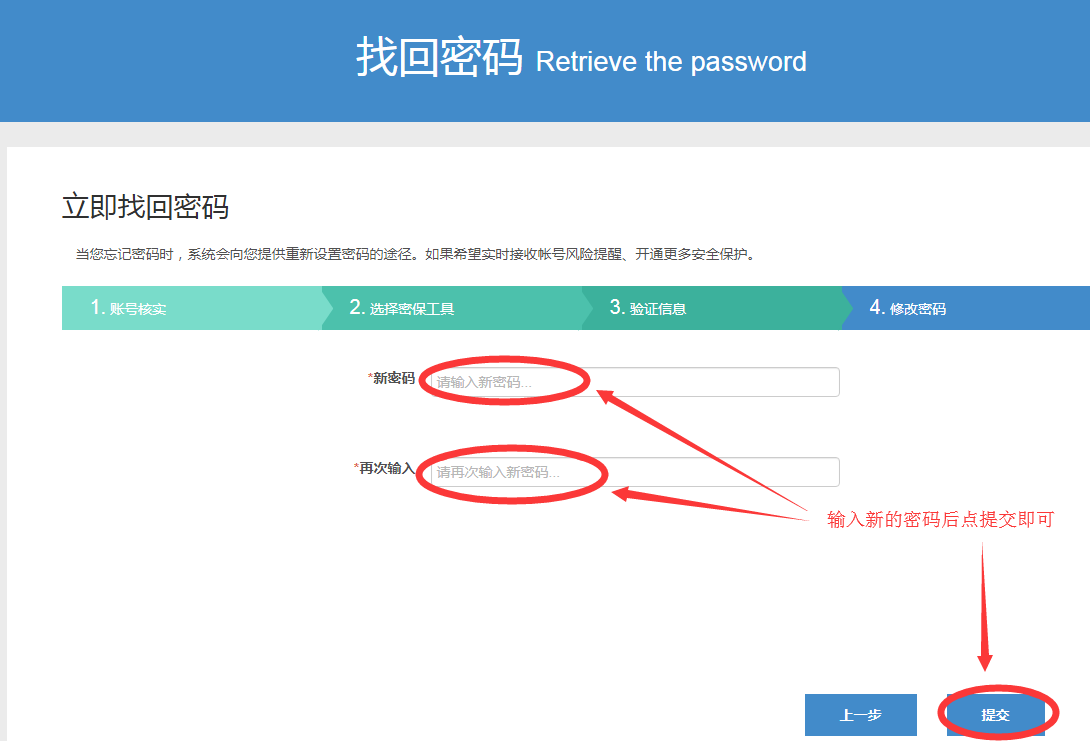 找回密码 Retrieve the password
立即找回密码
当您忘记密码时，系统会向您提供重新设置密码的途径。如果希望实时接收帐号风险提醒、开通更多安全保护。
1. 账号核实 2. 选择密保工具 3. 验证信息 4. 修改密码
*新密码 请输入新密码...
*再次输入 请再次输入新密码...
输入新的密码后点提交即可
上一步 提交